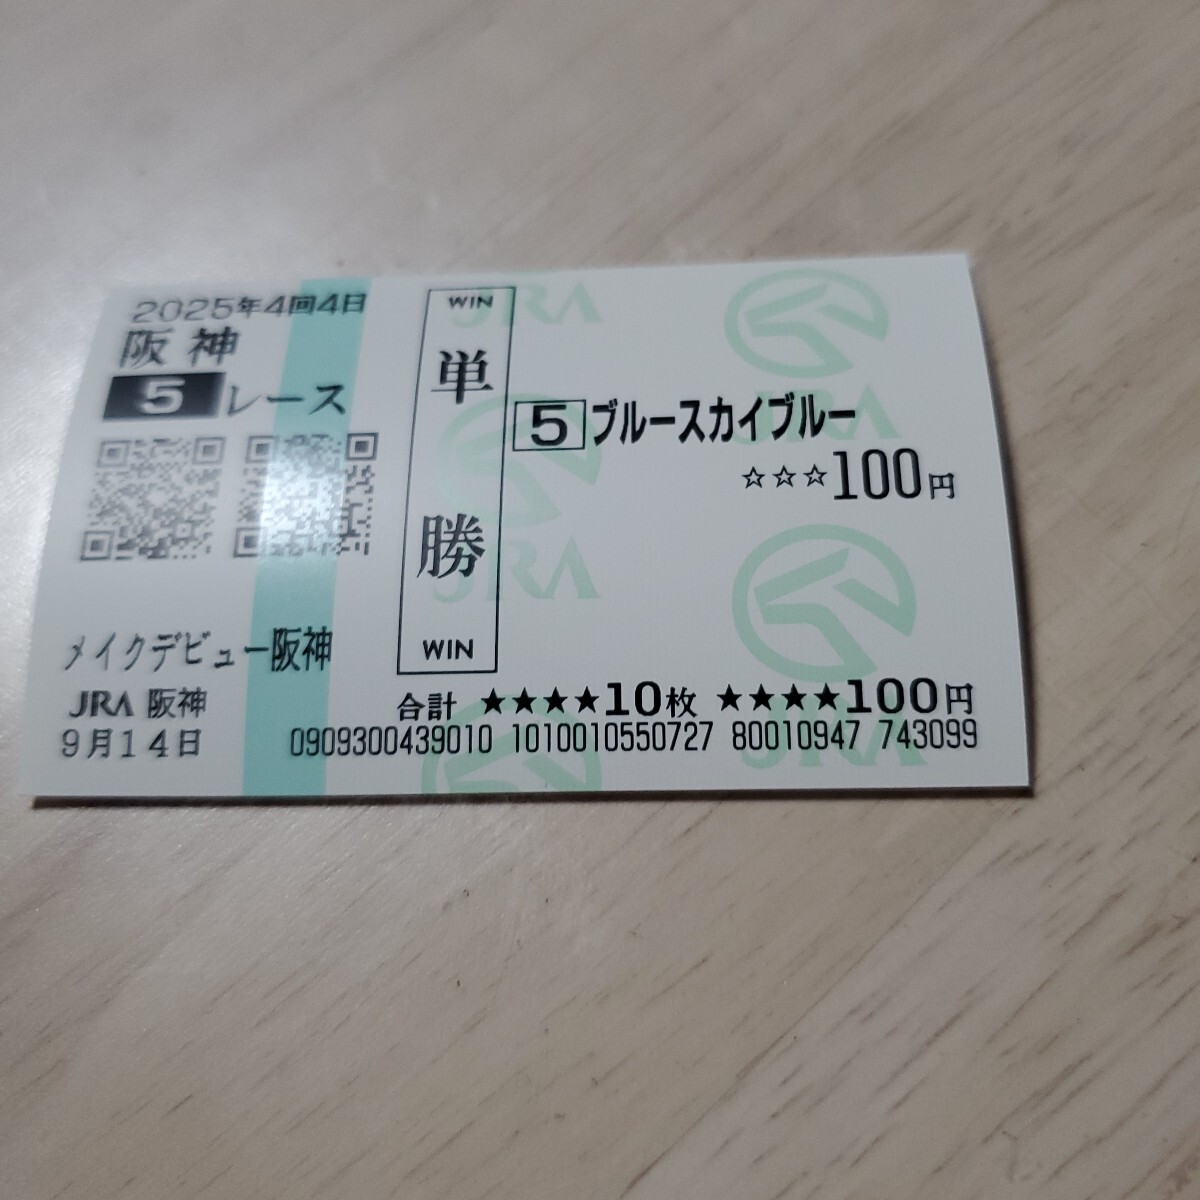 2025年4回4日
阪神
5 レース
WIN
単勝
WIN
5 ブルースカイブルー
☆☆☆100円
メイクデビュー阪神
JRA 阪神
9月14日
合計 ★★★★10枚 ★★★★100円
0909300439010 1010010550727 80010947 743099
JRA
JRA
JRA
JRA